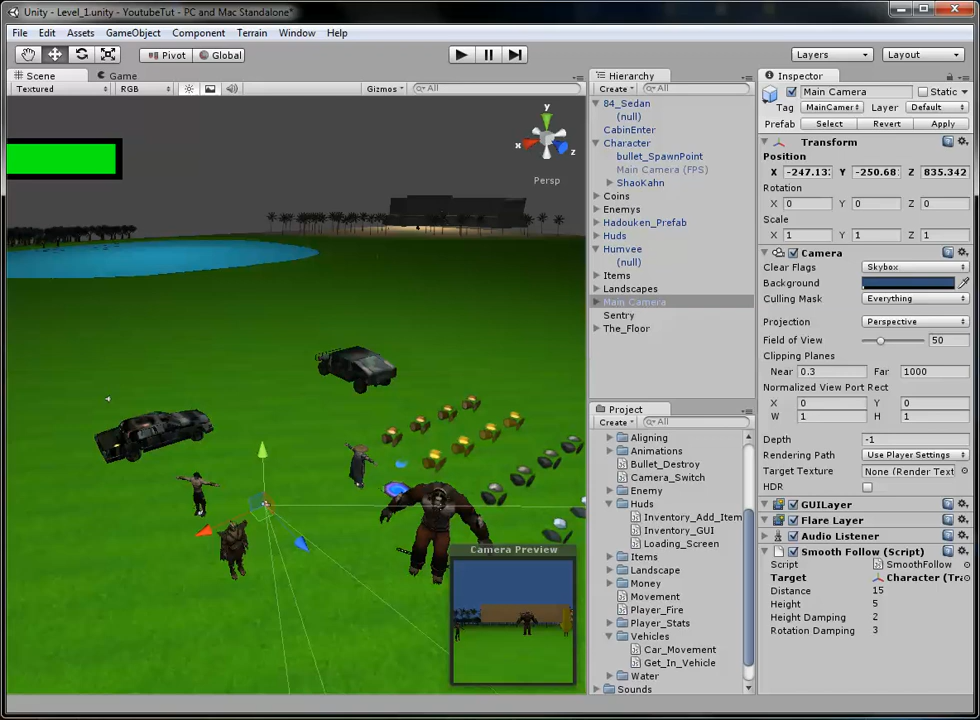 Unity - Level_1.unity - YoutubeTut - PC and Mac Standalone*
File Edit Assets GameObject Component Terrain Window Help
Pivot Global Layers Layout
Scene Game
Textured RGB Gizmos All
Persp
y
x
z
Camera Preview
Hierarchy
Create All
84_Sedan
(null)
CabinEnter
Character
bullet_SpawnPoint
Main Camera (FPS)
ShaoKahn
Coins
Enemys
Hadouken_Prefab
Huds
Humvee
(null)
Items
Landscapes
Main Camera
Sentry
The_Floor
Project
Create All
Aligning
Animations
Bullet_Destroy
Camera_Switch
Enemy
Huds
Inventory_Add_Item
Inventory_GUI
Loading_Screen
Items
Landscape
Money
Movement
Player_Fire
Player_Stats
Vehicles
Car_Movement
Get_In_Vehicle
Water
Sounds
Inspector
Main Camera Static
Tag MainCamer Layer Default
Prefab Select Revert Apply
Transform
Position
X -247.13 Y -250.68 Z 835.342
Rotation
X 0 Y 0 Z 0
Scale
X 1 Y 1 Z 1
Camera
Clear Flags Skybox
Background
Culling Mask Everything
Projection Perspective
Field of View 50
Clipping Planes
Near 0.3 Far 1000
Normalized View Port Rect
X 0 Y 0
W 1 H 1
Depth -1
Rendering Path Use Player Settings
Target Texture None (Render Text
HDR
GUILayer
Flare Layer
Audio Listener
Smooth Follow (Script)
Script SmoothFollow
Target Character (Tra
Distance 15
Height 5
Height Damping 2
Rotation Damping 3